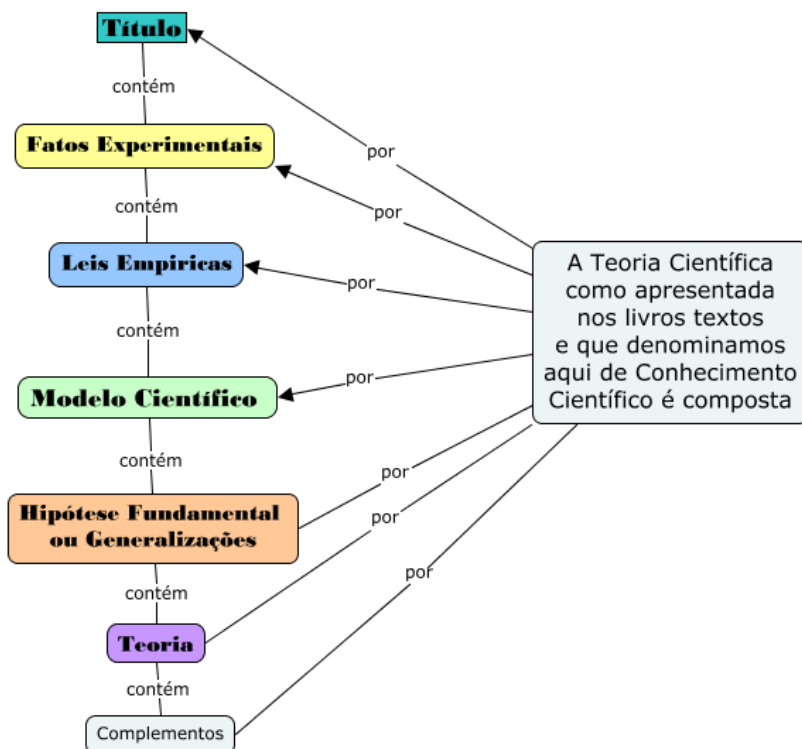 Título
contém
por
Fatos Experimentais
por
contém
A Teoria Científica
como apresentada
nos livros textos
e que denominamos
aqui de Conhecimento
Científico é composta
Leis Empiricas
por
contém
por
Modelo Científico
contém
por
Hipótese Fundamental
ou Generalizações
por
contém
por
Teoria
contém
Complementos